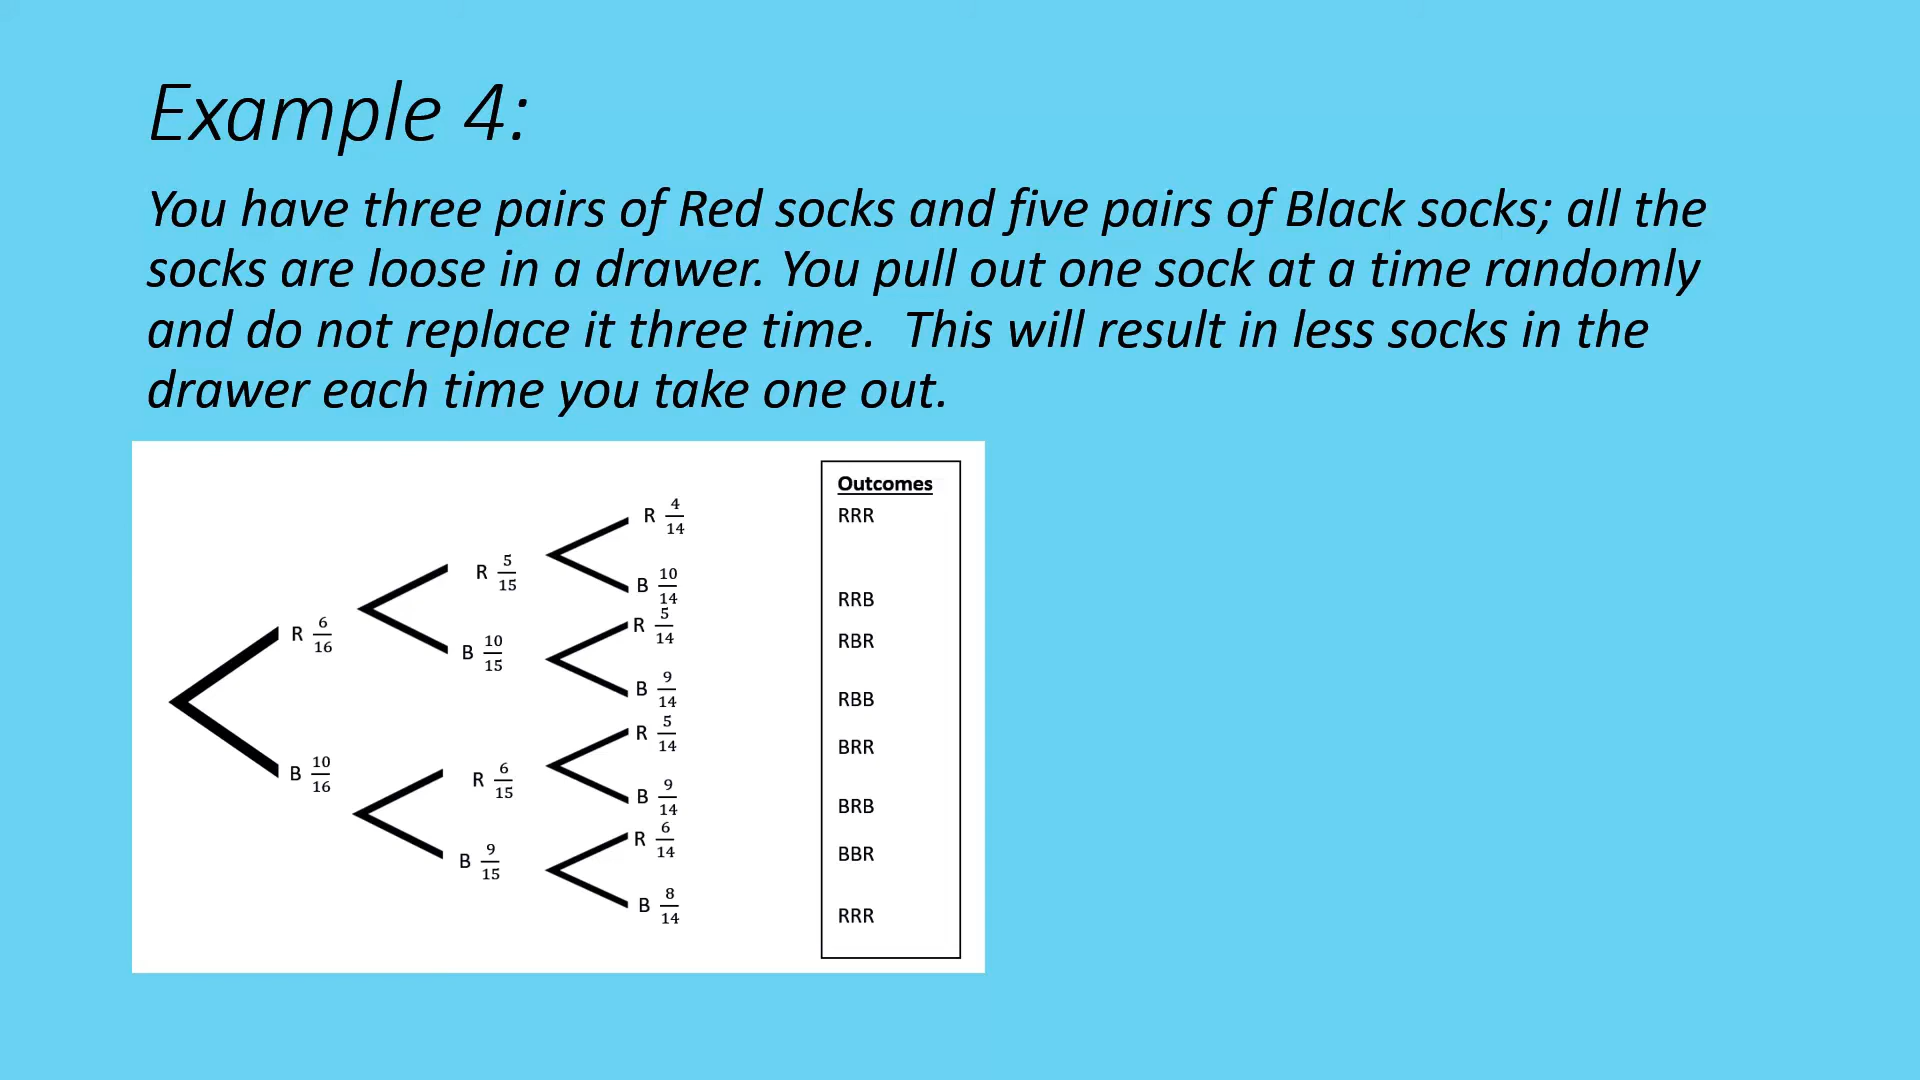 Example 4:
You have three pairs of Red socks and five pairs of Black socks; all the
socks are loose in a drawer. You pull out one sock at a time randomly
and do not replace it three time.  This will result in less socks in the
drawer each time you take one out.
R 6/16
B 10/16
R 5/15
B 10/15
R 6/15
B 9/15
R 4/14
B 10/14
R 5/14
B 9/14
R 5/14
B 9/14
R 6/14
B 8/14
Outcomes
RRR
RRB
RBR
RBB
BRR
BRB
BBR
RRR